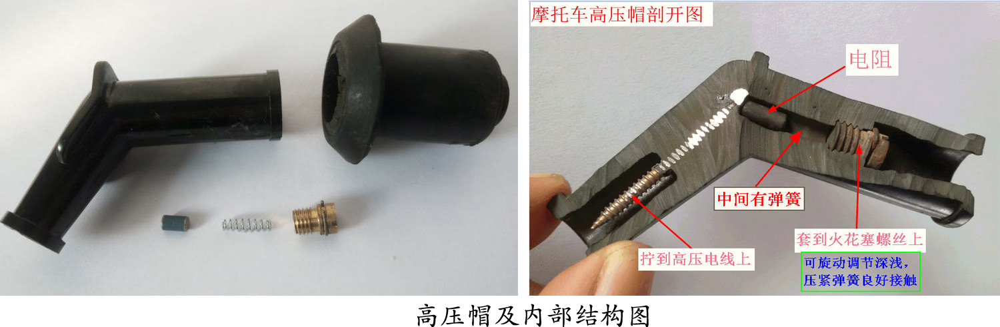 摩托车高压帽剖开图
电阻
中间有弹簧
拧到高压电线上
套到火花塞螺丝上
可旋动调节深浅，
压紧弹簧良好接触
高压帽及内部结构图